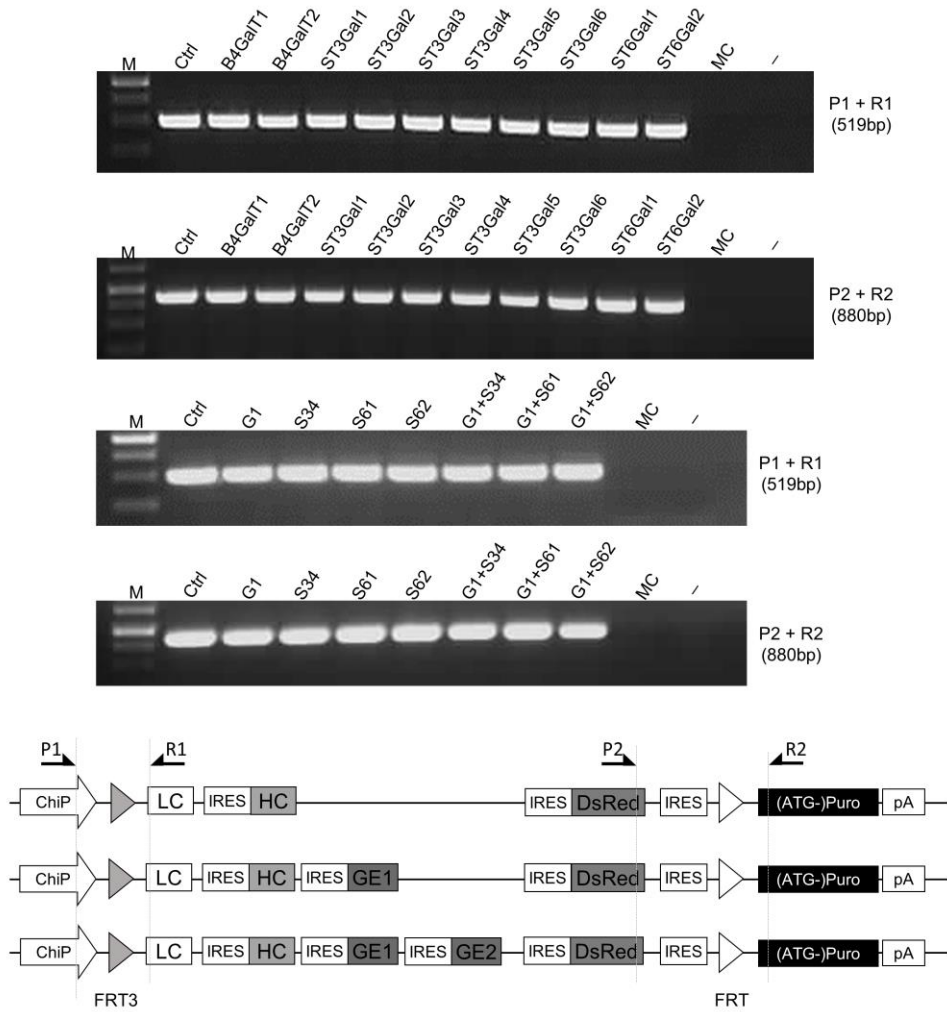 M Ctrl B4GalT1 B4GalT2 ST3Gal1 ST3Gal2 ST3Gal3 ST3Gal4 ST3Gal5 ST3Gal6 ST6Gal1 ST6Gal2 MC –
P1 + R1
(519bp)
M Ctrl B4GalT1 B4GalT2 ST3Gal1 ST3Gal2 ST3Gal3 ST3Gal4 ST3Gal5 ST3Gal6 ST6Gal1 ST6Gal2 MC –
P2 + R2
(880bp)
M Ctrl G1 S34 S61 S62 G1+S34 G1+S61 G1+S62 MC –
P1 + R1
(519bp)
M Ctrl G1 S34 S61 S62 G1+S34 G1+S61 G1+S62 MC –
P2 + R2
(880bp)
P1 R1 P2 R2
ChiP LC IRES HC IRES DsRed IRES (ATG-)Puro pA
ChiP LC IRES HC IRES GE1 IRES DsRed IRES (ATG-)Puro pA
ChiP LC IRES HC IRES GE1 IRES GE2 IRES DsRed IRES (ATG-)Puro pA
FRT3 FRT